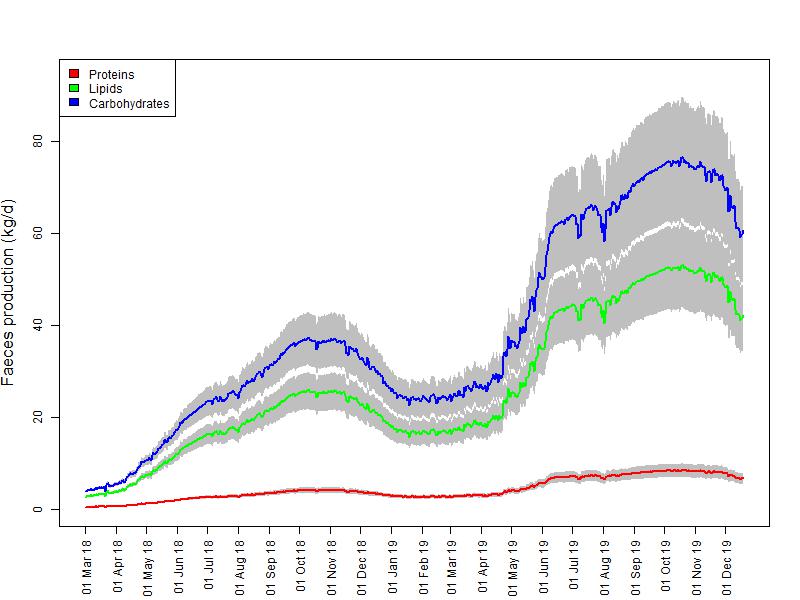 Proteins
Lipids
Carbohydrates
Faeces production (kg/d)
80
60
40
20
0
01 Mar 18
01 Apr 18
01 May 18
01 Jun 18
01 Jul 18
01 Aug 18
01 Sep 18
01 Oct 18
01 Nov 18
01 Dec 18
01 Jan 19
01 Feb 19
01 Mar 19
01 Apr 19
01 May 19
01 Jun 19
01 Jul 19
01 Aug 19
01 Sep 19
01 Oct 19
01 Nov 19
01 Dec 19